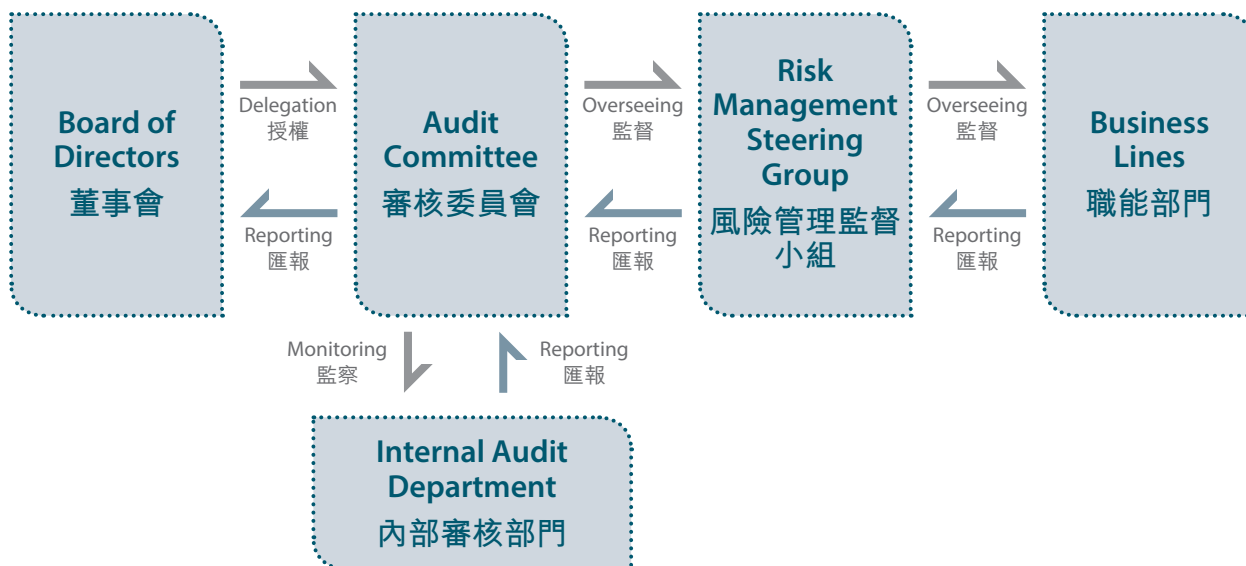 Board of
Directors
董事會
Delegation
授權
Reporting
匯報
Audit
Committee
審核委員會
Overseeing
監督
Reporting
匯報
Risk
Management
Steering
Group
風險管理監督
小組
Overseeing
監督
Reporting
匯報
Business
Lines
職能部門
Monitoring
監察
Reporting
匯報
Internal Audit
Department
內部審核部門